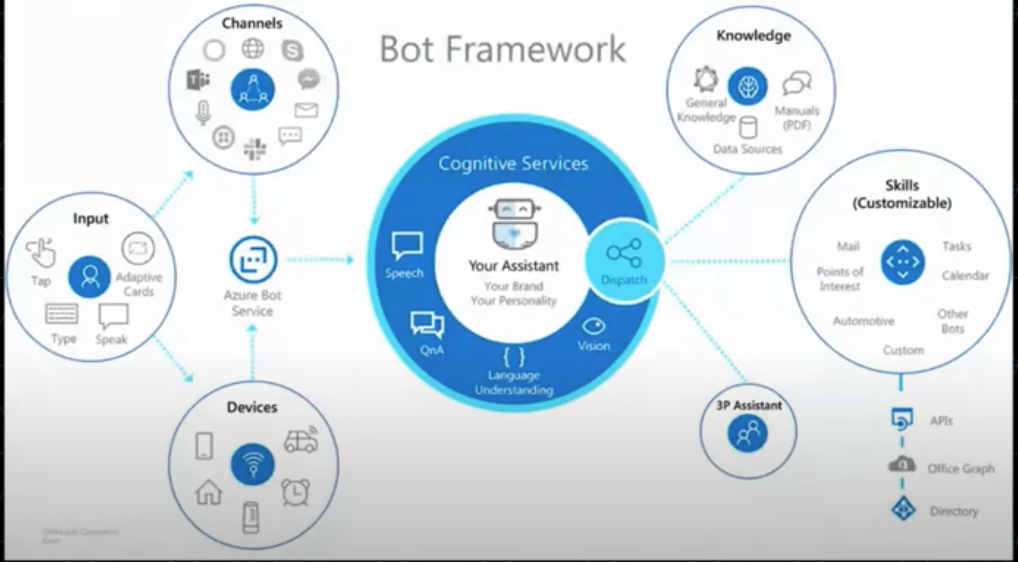 Channels
Bot Framework
Knowledge
General
Knowledge
Manuals
(PDF)
Data Sources
Cognitive Services
Skills
(Customizable)
Input
Tap
Adaptive
Cards
Type
Speak
Azure Bot
Service
Speech
Your Assistant
Your Brand
Your Personality
Dispatch
QnA
Vision
{ }
Language
Understanding
Mail
Tasks
Points of
Interest
Calendar
Automotive
Other
Bots
Custom
Devices
3P Assistant
APIs
Office Graph
Directory